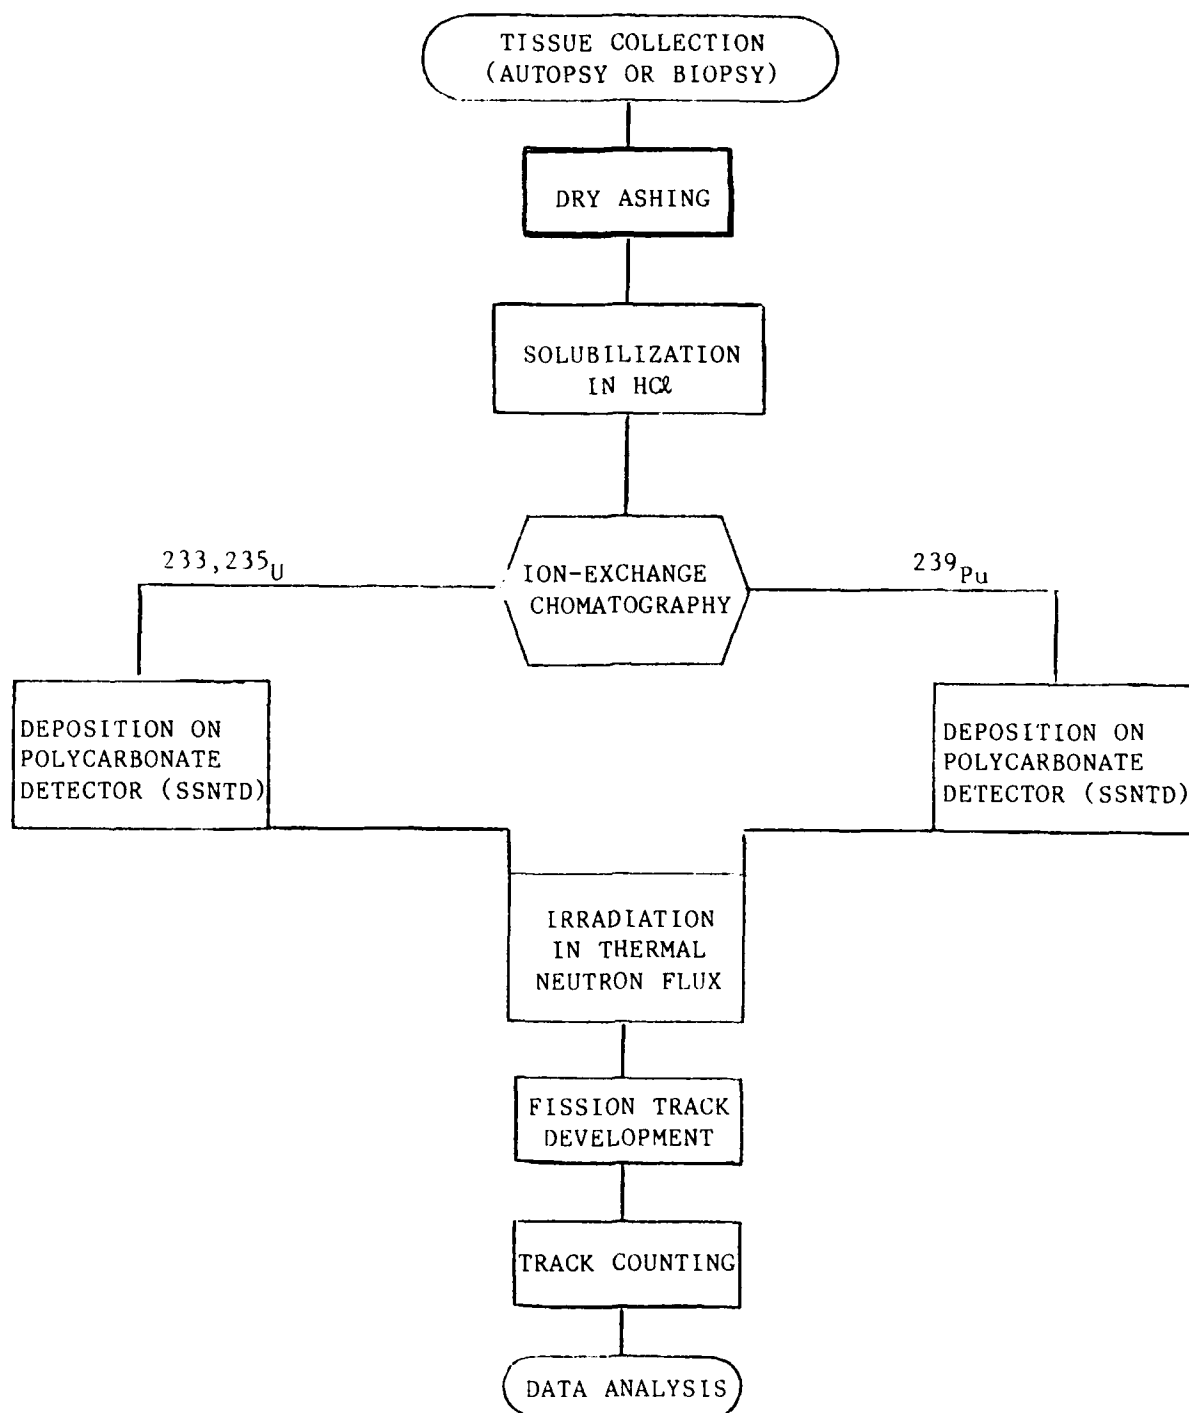 TISSUE COLLECTION
(AUTOPSY OR BIOPSY)
DRY ASHING
SOLUBILIZATION
IN HCℓ
233,235U
239Pu
ION-EXCHANGE
CHOMATOGRAPHY
DEPOSITION ON
POLYCARBONATE
DETECTOR (SSNTD)
DEPOSITION ON
POLYCARBONATE
DETECTOR (SSNTD)
IRRADIATION
IN THERMAL
NEUTRON FLUX
FISSION TRACK
DEVELOPMENT
TRACK COUNTING
DATA ANALYSIS